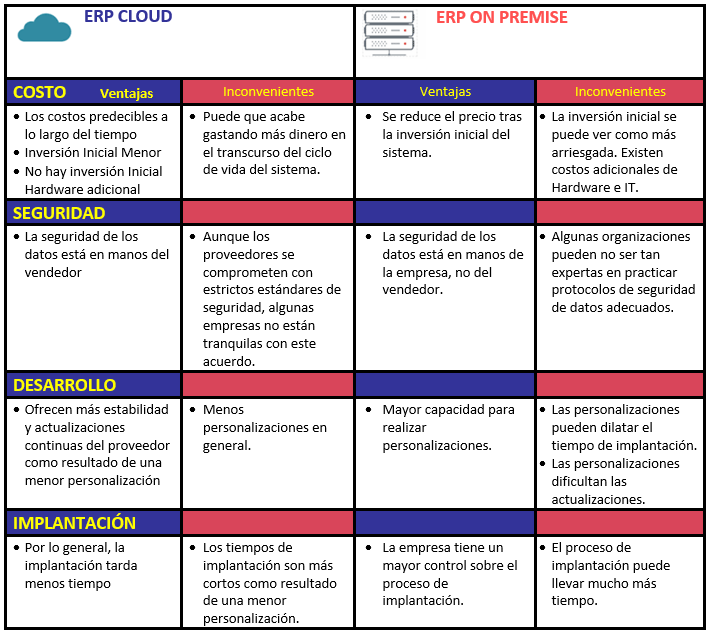 ERP CLOUD
ERP ON PREMISE
COSTO Ventajas
Inconvenientes
Ventajas
Inconvenientes
• Los costos predecibles a
lo largo del tiempo
• Inversión Inicial Menor
• No hay inversión Inicial
Hardware adicional
• Puede que acabe
gastando más dinero en
el transcurso del ciclo
de vida del sistema.
• Se reduce el precio tras
la inversión inicial del
sistema.
• La inversión inicial se
puede ver como más
arriesgada. Existen
costos adicionales de
Hardware e IT.
SEGURIDAD
• La seguridad de los
datos está en manos del
vendedor
• Aunque los
proveedores se
comprometen con
estrictos estándares de
seguridad, algunas
empresas no están
tranquilas con este
acuerdo.
• La seguridad de los
datos está en manos de
la empresa, no del
vendedor.
• Algunas organizaciones
pueden no ser tan
expertas en practicar
protocolos de seguridad
de datos adecuados.
DESARROLLO
• Ofrecen más estabilidad
y actualizaciones
continuas del proveedor
como resultado de una
menor personalización
• Menos
personalizaciones en
general.
• Mayor capacidad para
realizar
personalizaciones.
• Las personalizaciones
pueden dilatar el
tiempo de implantación.
• Las personalizaciones
dificultan las
actualizaciones.
IMPLANTACIÓN
• Por lo general, la
implantación tarda
menos tiempo
• Los tiempos de
implantación son más
cortos como resultado
de una menor
personalización.
• La empresa tiene un
mayor control sobre el
proceso de
implantación.
• El proceso de
implantación puede
llevar mucho más
tiempo.